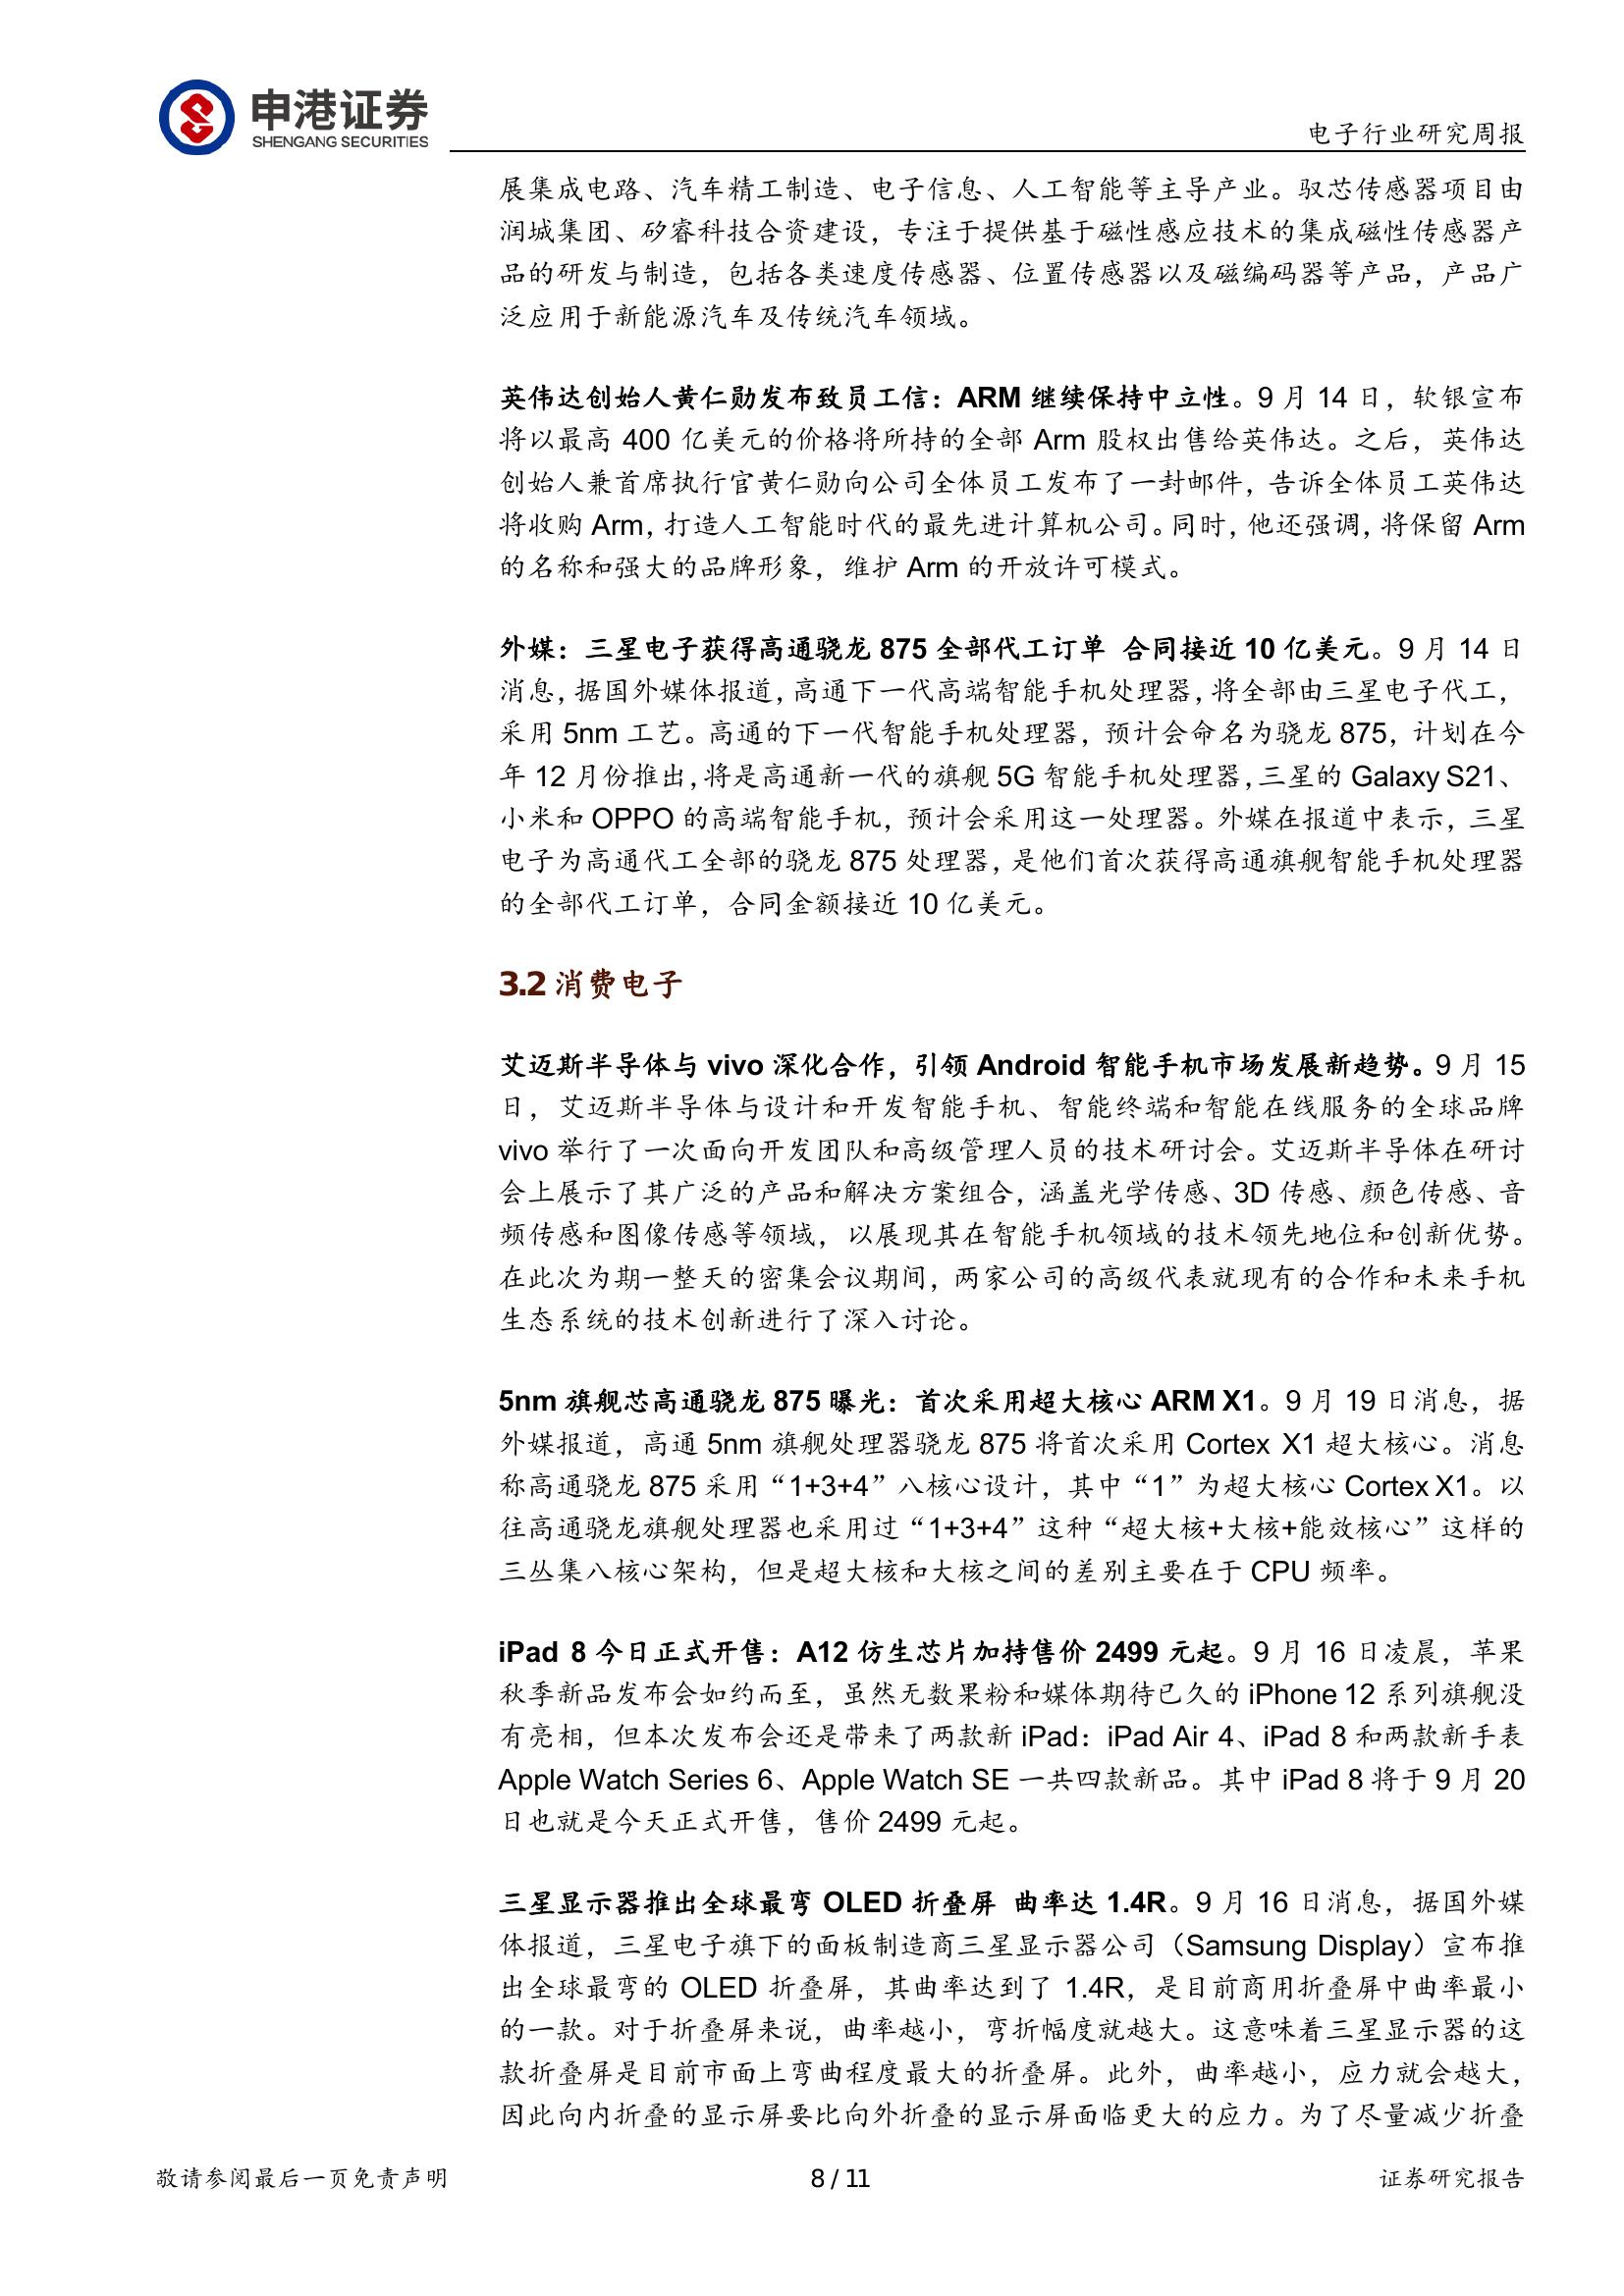 申港证券
SHENGANG SECURITIES
电子行业研究周报
展集成电路、汽车精工制造、电子信息、人工智能等主导产业。驭芯传感器项目由
润城集团、矽睿科技合资建设，专注于提供基于磁性感应技术的集成磁性传感器产
品的研发与制造，包括各类速度传感器、位置传感器以及磁编码器等产品，产品广
泛应用于新能源汽车及传统汽车领域。
英伟达创始人黄仁勋发布致员工信：ARM 继续保持中立性。9 月 14 日，软银宣布
将以最高 400 亿美元的价格将所持的全部 Arm 股权出售给英伟达。之后，英伟达
创始人兼首席执行官黄仁勋向公司全体员工发布了一封邮件，告诉全体员工英伟达
将收购 Arm，打造人工智能时代的最先进计算机公司。同时，他还强调，将保留 Arm
的名称和强大的品牌形象，维护 Arm 的开放许可模式。
外媒：三星电子获得高通骁龙 875 全部代工订单 合同接近 10 亿美元。9 月 14 日
消息，据国外媒体报道，高通下一代高端智能手机处理器，将全部由三星电子代工，
采用 5nm 工艺。高通的下一代智能手机处理器，预计会命名为骁龙 875，计划在今
年 12 月份推出，将是高通新一代的旗舰 5G 智能手机处理器，三星的 Galaxy S21、
小米和 OPPO 的高端智能手机，预计会采用这一处理器。外媒在报道中表示，三星
电子为高通代工全部的骁龙 875 处理器，是他们首次获得高通旗舰智能手机处理器
的全部代工订单，合同金额接近 10 亿美元。
3.2 消费电子
艾迈斯半导体与 vivo 深化合作，引领 Android 智能手机市场发展新趋势。9 月 15
日，艾迈斯半导体与设计和开发智能手机、智能终端和智能在线服务的全球品牌
vivo 举行了一次面向开发团队和高级管理人员的技术研讨会。艾迈斯半导体在研讨
会上展示了其广泛的产品和解决方案组合，涵盖光学传感、3D 传感、颜色传感、音
频传感和图像传感等领域，以展现其在智能手机领域的技术领先地位和创新优势。
在此次为期一整天的密集会议期间，两家公司的高级代表就现有的合作和未来手机
生态系统的技术创新进行了深入讨论。
5nm 旗舰芯高通骁龙 875 曝光：首次采用超大核心 ARM X1。9 月 19 日消息，据
外媒报道，高通 5nm 旗舰处理器骁龙 875 将首次采用 Cortex X1 超大核心。消息
称高通骁龙 875 采用“1+3+4”八核心设计，其中“1”为超大核心 Cortex X1。以
往高通骁龙旗舰处理器也采用过“1+3+4”这种“超大核+大核+能效核心”这样的
三丛集八核心架构，但是超大核和大核之间的差别主要在于 CPU 频率。
iPad 8 今日正式开售：A12 仿生芯片加持售价 2499 元起。9 月 16 日凌晨，苹果
秋季新品发布会如约而至，虽然无数果粉和媒体期待已久的 iPhone 12 系列旗舰没
有亮相，但本次发布会还是带来了两款新 iPad：iPad Air 4、iPad 8 和两款新手表
Apple Watch Series 6、Apple Watch SE 一共四款新品。其中 iPad 8 将于 9 月 20
日也就是今天正式开售，售价 2499 元起。
三星显示器推出全球最弯 OLED 折叠屏 曲率达 1.4R。9 月 16 日消息，据国外媒
体报道，三星电子旗下的面板制造商三星显示器公司（Samsung Display）宣布推
出全球最弯的 OLED 折叠屏，其曲率达到了 1.4R，是目前商用折叠屏中曲率最小
的一款。对于折叠屏来说，曲率越小，弯折幅度就越大。这意味着三星显示器的这
款折叠屏是目前市面上弯曲程度最大的折叠屏。此外，曲率越小，应力就会越大，
因此向内折叠的显示屏要比向外折叠的显示屏面临更大的应力。为了尽量减少折叠
敬请参阅最后一页免责声明
8 / 11
证券研究报告